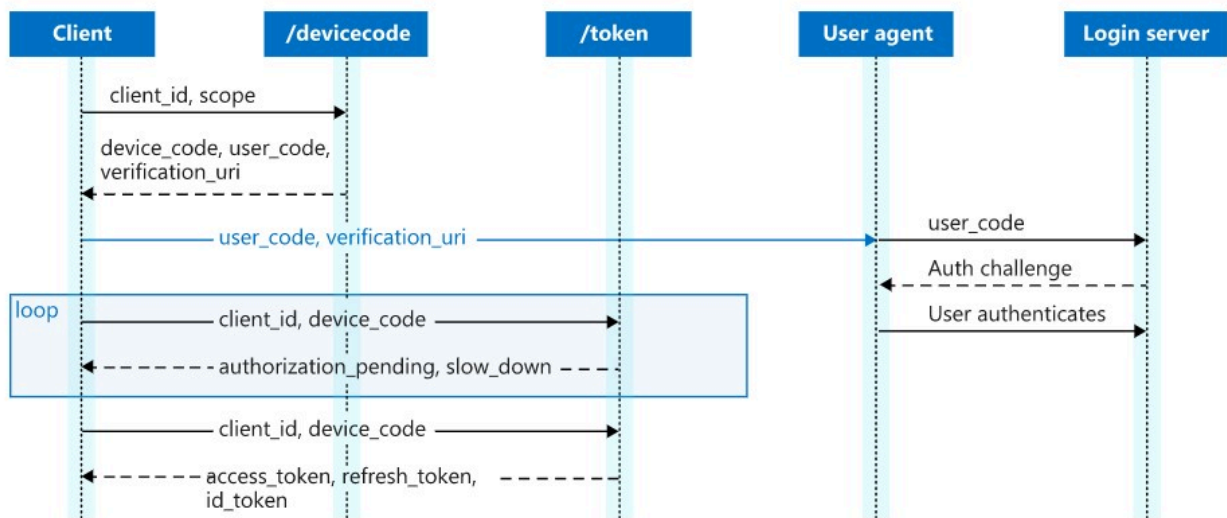 Client
/devicecode
/token
User agent
Login server
client_id, scope
device_code, user_code,
verification_uri
user_code, verification_uri
user_code
Auth challenge
loop
client_id, device_code
User authenticates
authorization_pending, slow_down
client_id, device_code
access_token, refresh_token,
id_token